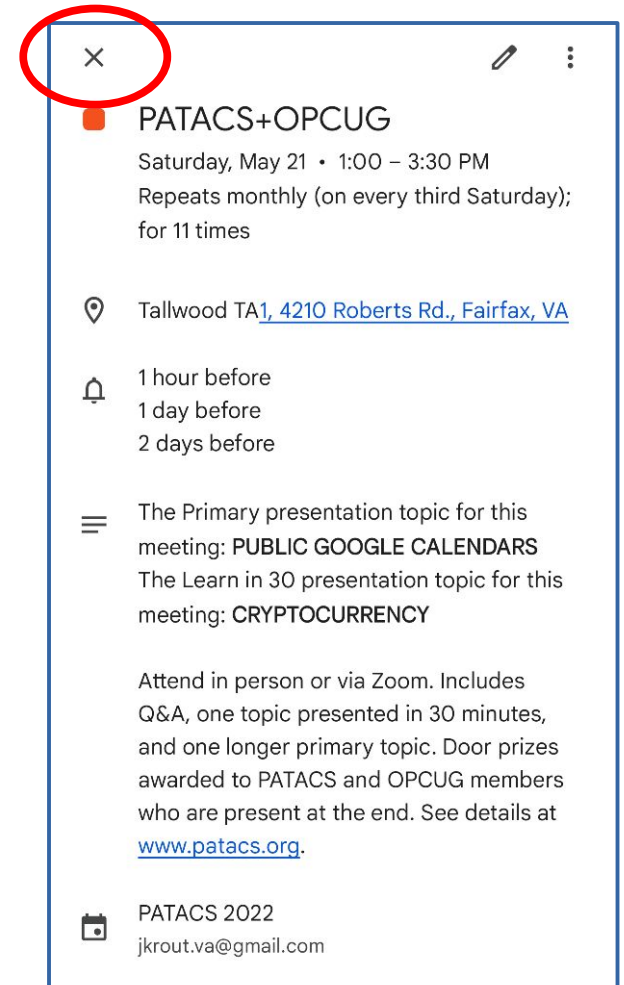 PATACS+OPCUG
Saturday, May 21 • 1:00 – 3:30 PM
Repeats monthly (on every third Saturday);
for 11 times
Tallwood TA1, 4210 Roberts Rd., Fairfax, VA
1 hour before
1 day before
2 days before
The Primary presentation topic for this
meeting: PUBLIC GOOGLE CALENDARS
The Learn in 30 presentation topic for this
meeting: CRYPTOCURRENCY
Attend in person or via Zoom. Includes
Q&A, one topic presented in 30 minutes,
and one longer primary topic. Door prizes
awarded to PATACS and OPCUG members
who are present at the end. See details at
www.patacs.org.
PATACS 2022
jkrout.va@gmail.com